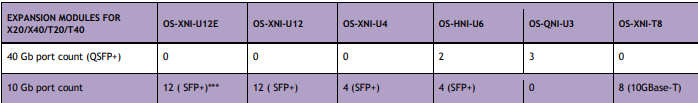 EXPANSION MODULES FOR OS-XNI-U12E OS-XNI-U12 OS-XNI-U4 OS-HNI-U6 OS-QNI-U3 OS-XNI-T8
X20/X40/T20/T40
40 Gb port count (QSFP+) 0 0 0 2 3 0
10 Gb port count 12 ( SFP+)*** 12 ( SFP+) 4 (SFP+) 4 (SFP+) 0 8 (10GBase-T)